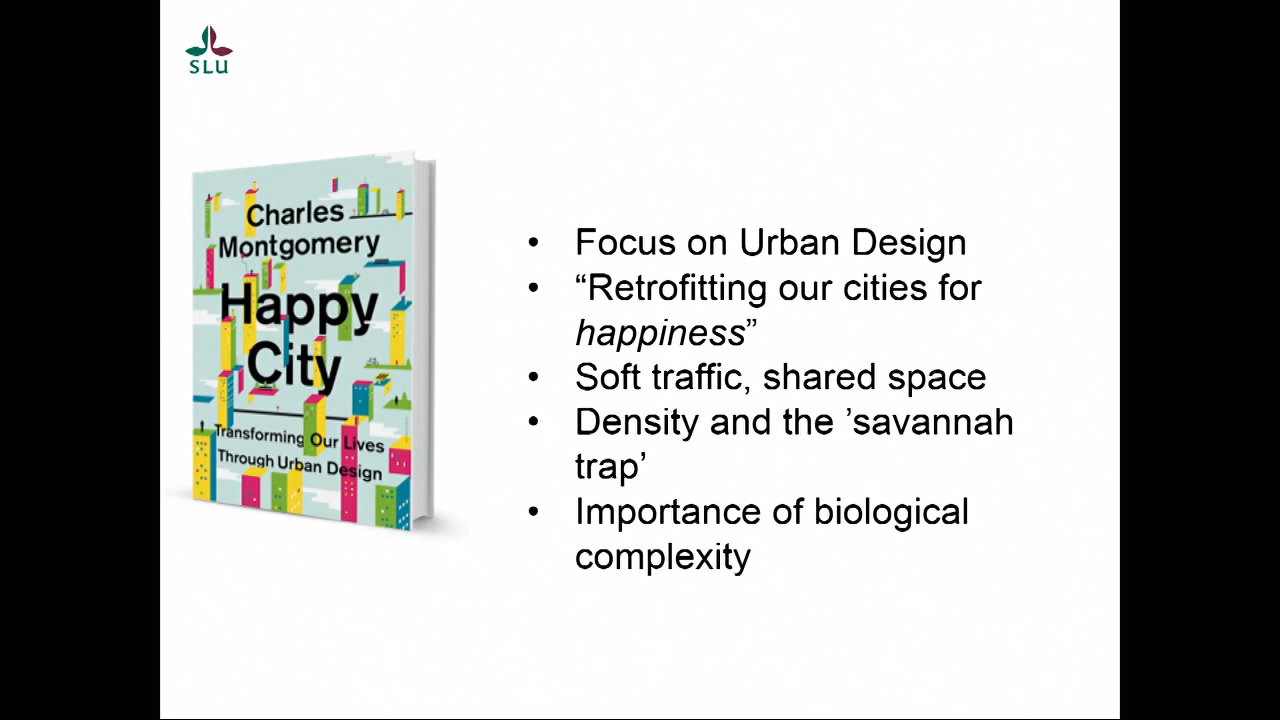 SLU
Charles
Montgomery
Happy
City
Transforming Our Lives
Through Urban Design
• Focus on Urban Design
• “Retrofitting our cities for
happiness”
• Soft traffic, shared space
• Density and the ’savannah
trap’
• Importance of biological
complexity